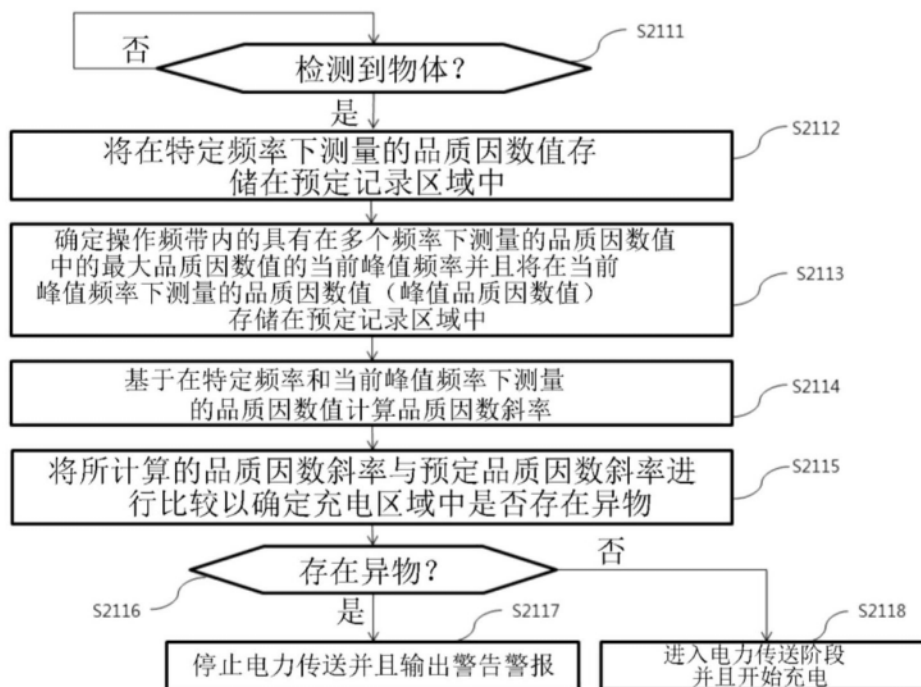 否
检测到物体?
S2111
是
S2112
将在特定频率下测量的品质因数值存
储在预定记录区域中
确定操作频带内的具有在多个频率下测量的品质因数值
中的最大品质因数值的当前峰值频率并且将在当前
峰值频率下测量的品质因数值（峰值品质因数值）
存储在预定记录区域中
S2113
基于在特定频率和当前峰值频率下测量
的品质因数值计算品质因数斜率
S2114
将所计算的品质因数斜率与预定品质因数斜率进
行比较以确定充电区域中是否存在异物
S2115
存在异物?
否
S2116
是
S2117
S2118
停止电力传送并且输出警告警报
进入电力传送阶段
并且开始充电